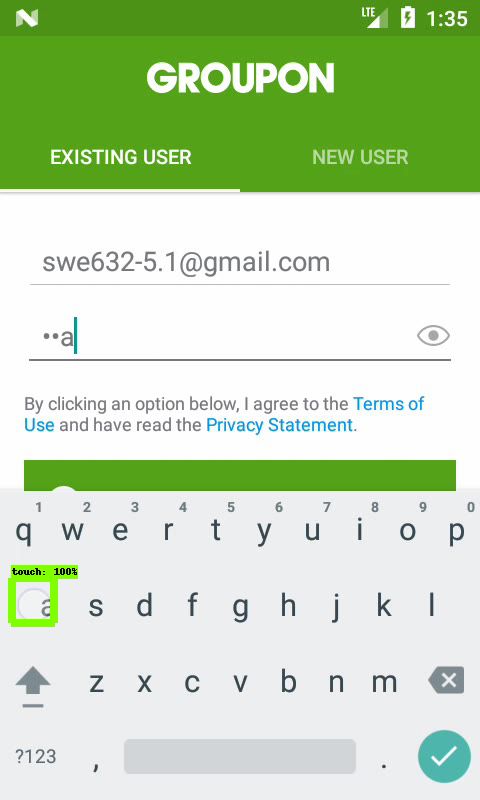 LTE 1:35
GROUPON
EXISTING USER NEW USER
swe632-5.1@gmail.com
••a
By clicking an option below, I agree to the Terms of
Use and have read the Privacy Statement.
1 2 3 4 5 6 7 8 9 0
q w e r t y u i o p
touch: 100%
a s d f g h j k l
z x c v b n m
?123 , .